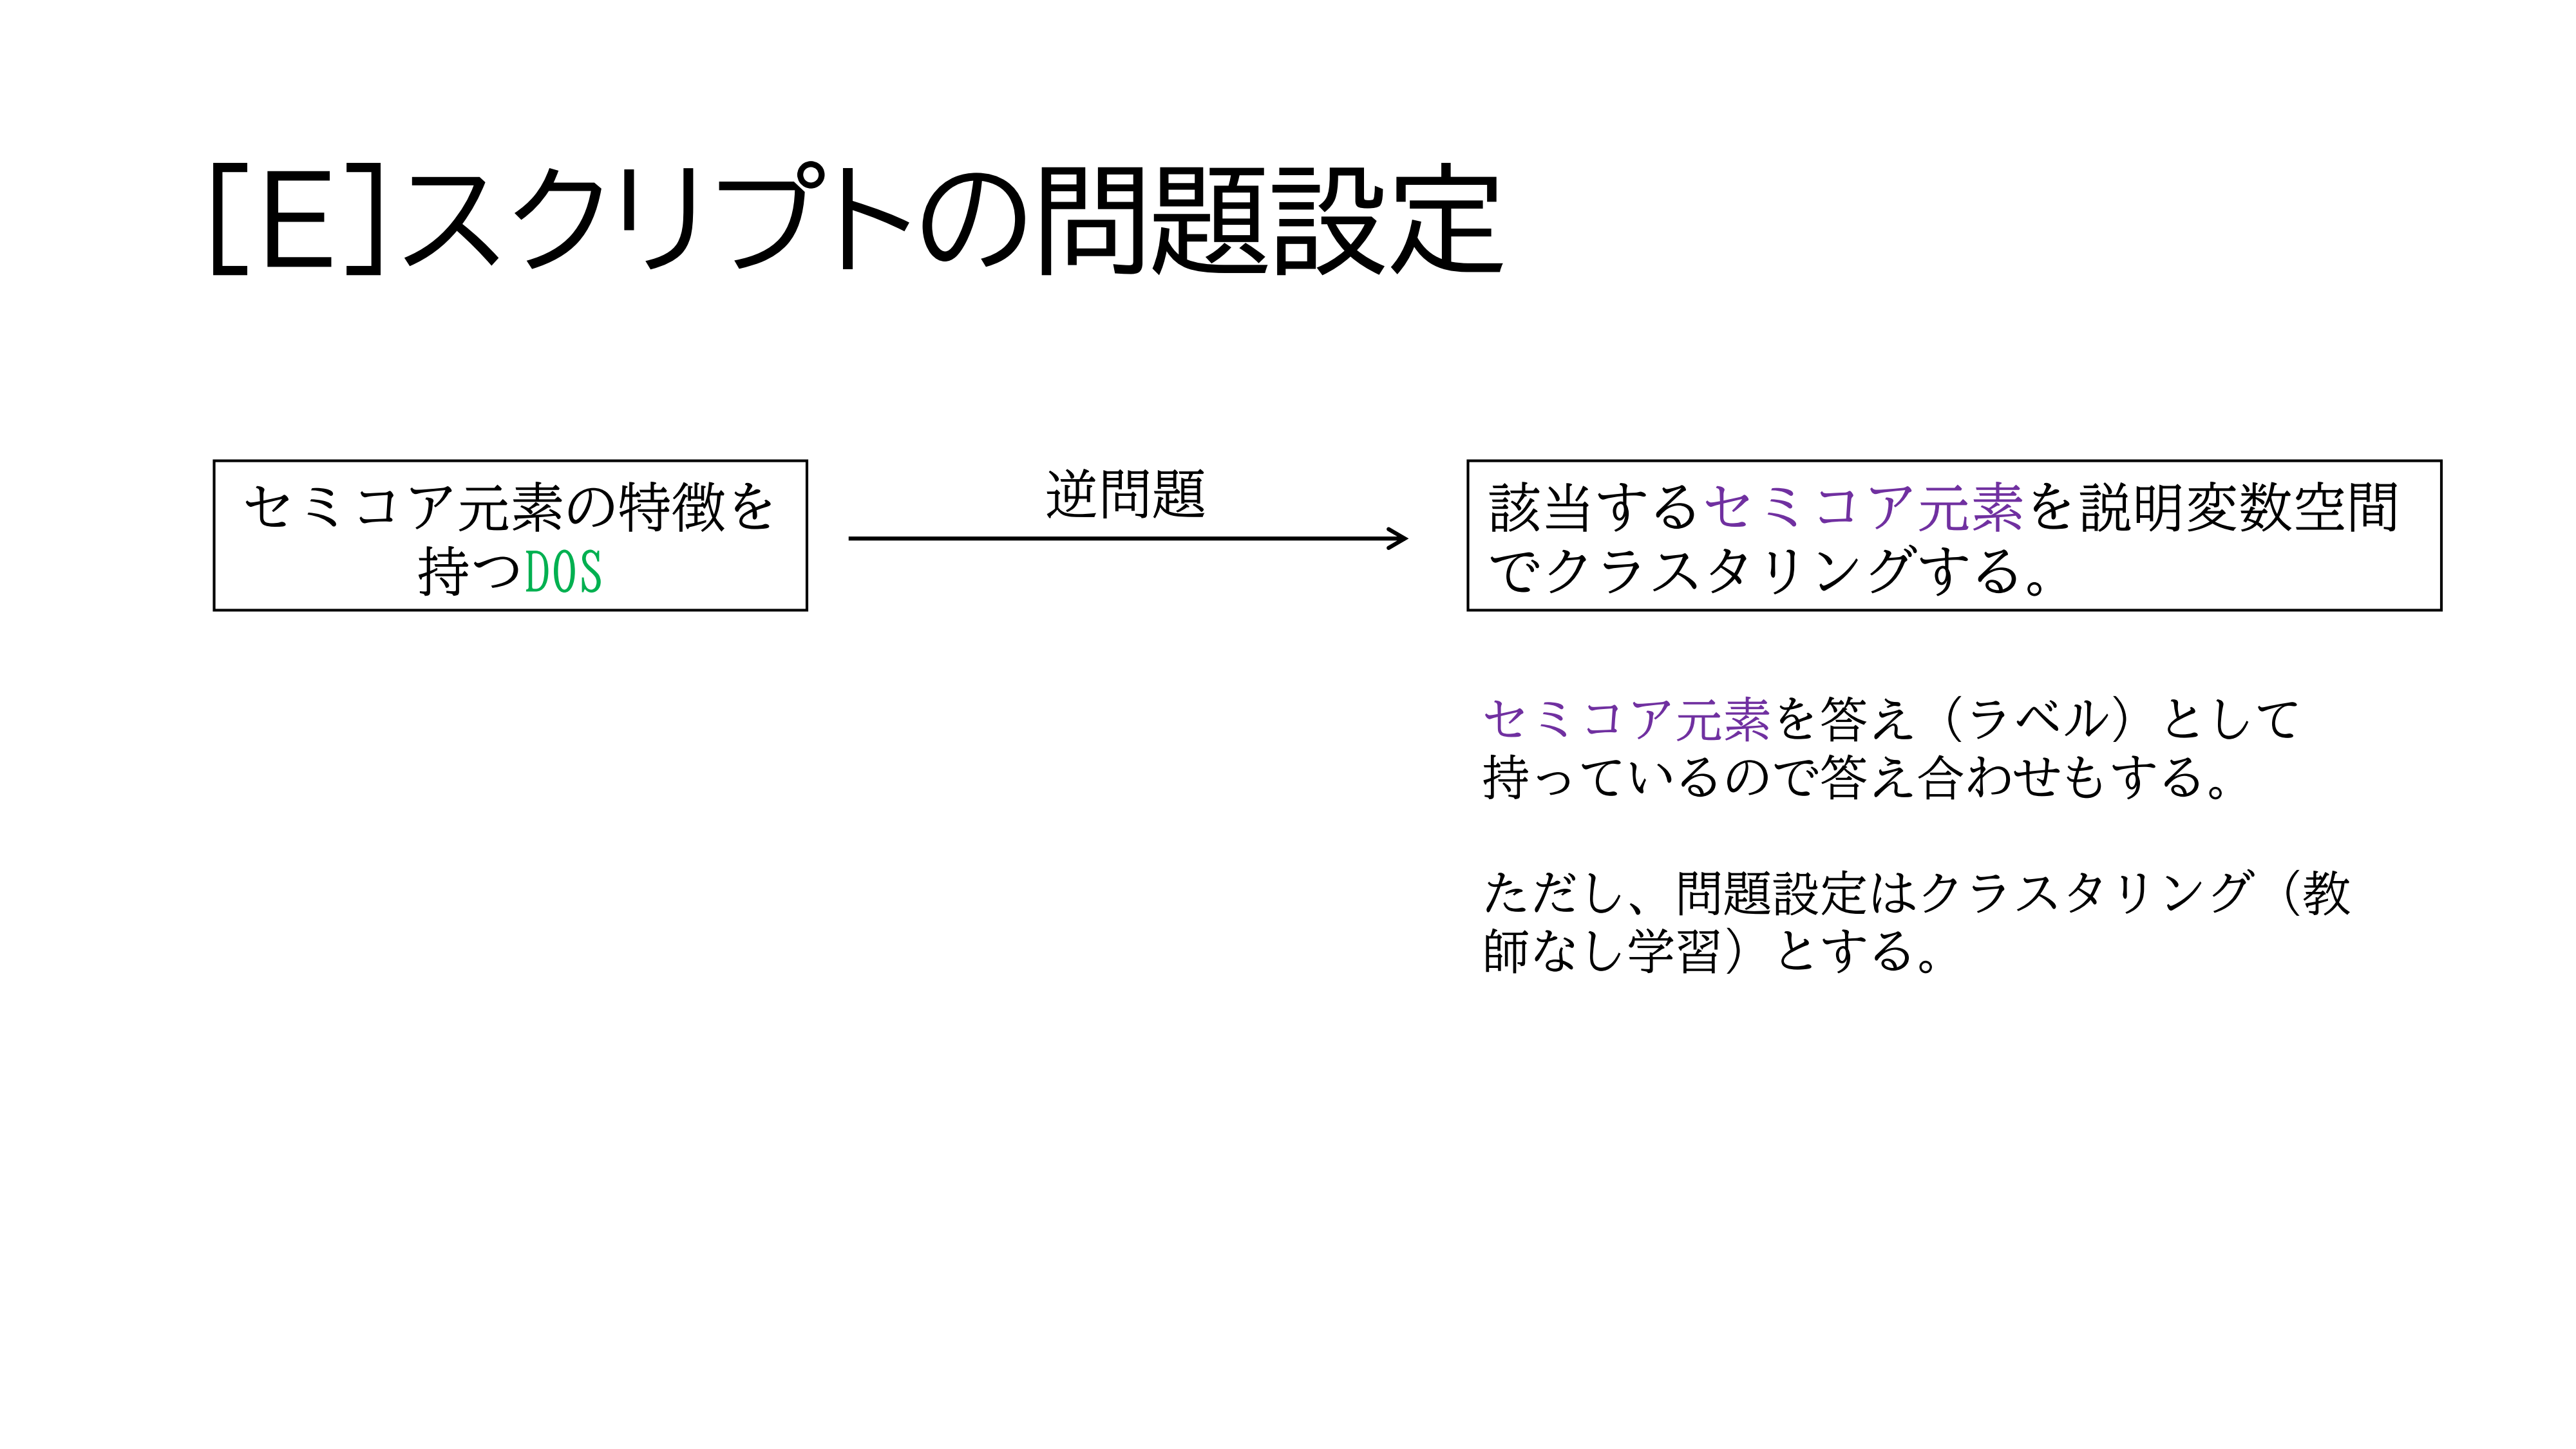 [E]スクリプトの問題設定
セミコア元素の特徴を
持つDOS
逆問題
該当するセミコア元素を説明変数空間
でクラスタリングする。
セミコア元素を答え（ラベル）として
持っているので答え合わせもする。
ただし、問題設定はクラスタリング（教
師なし学習）とする。